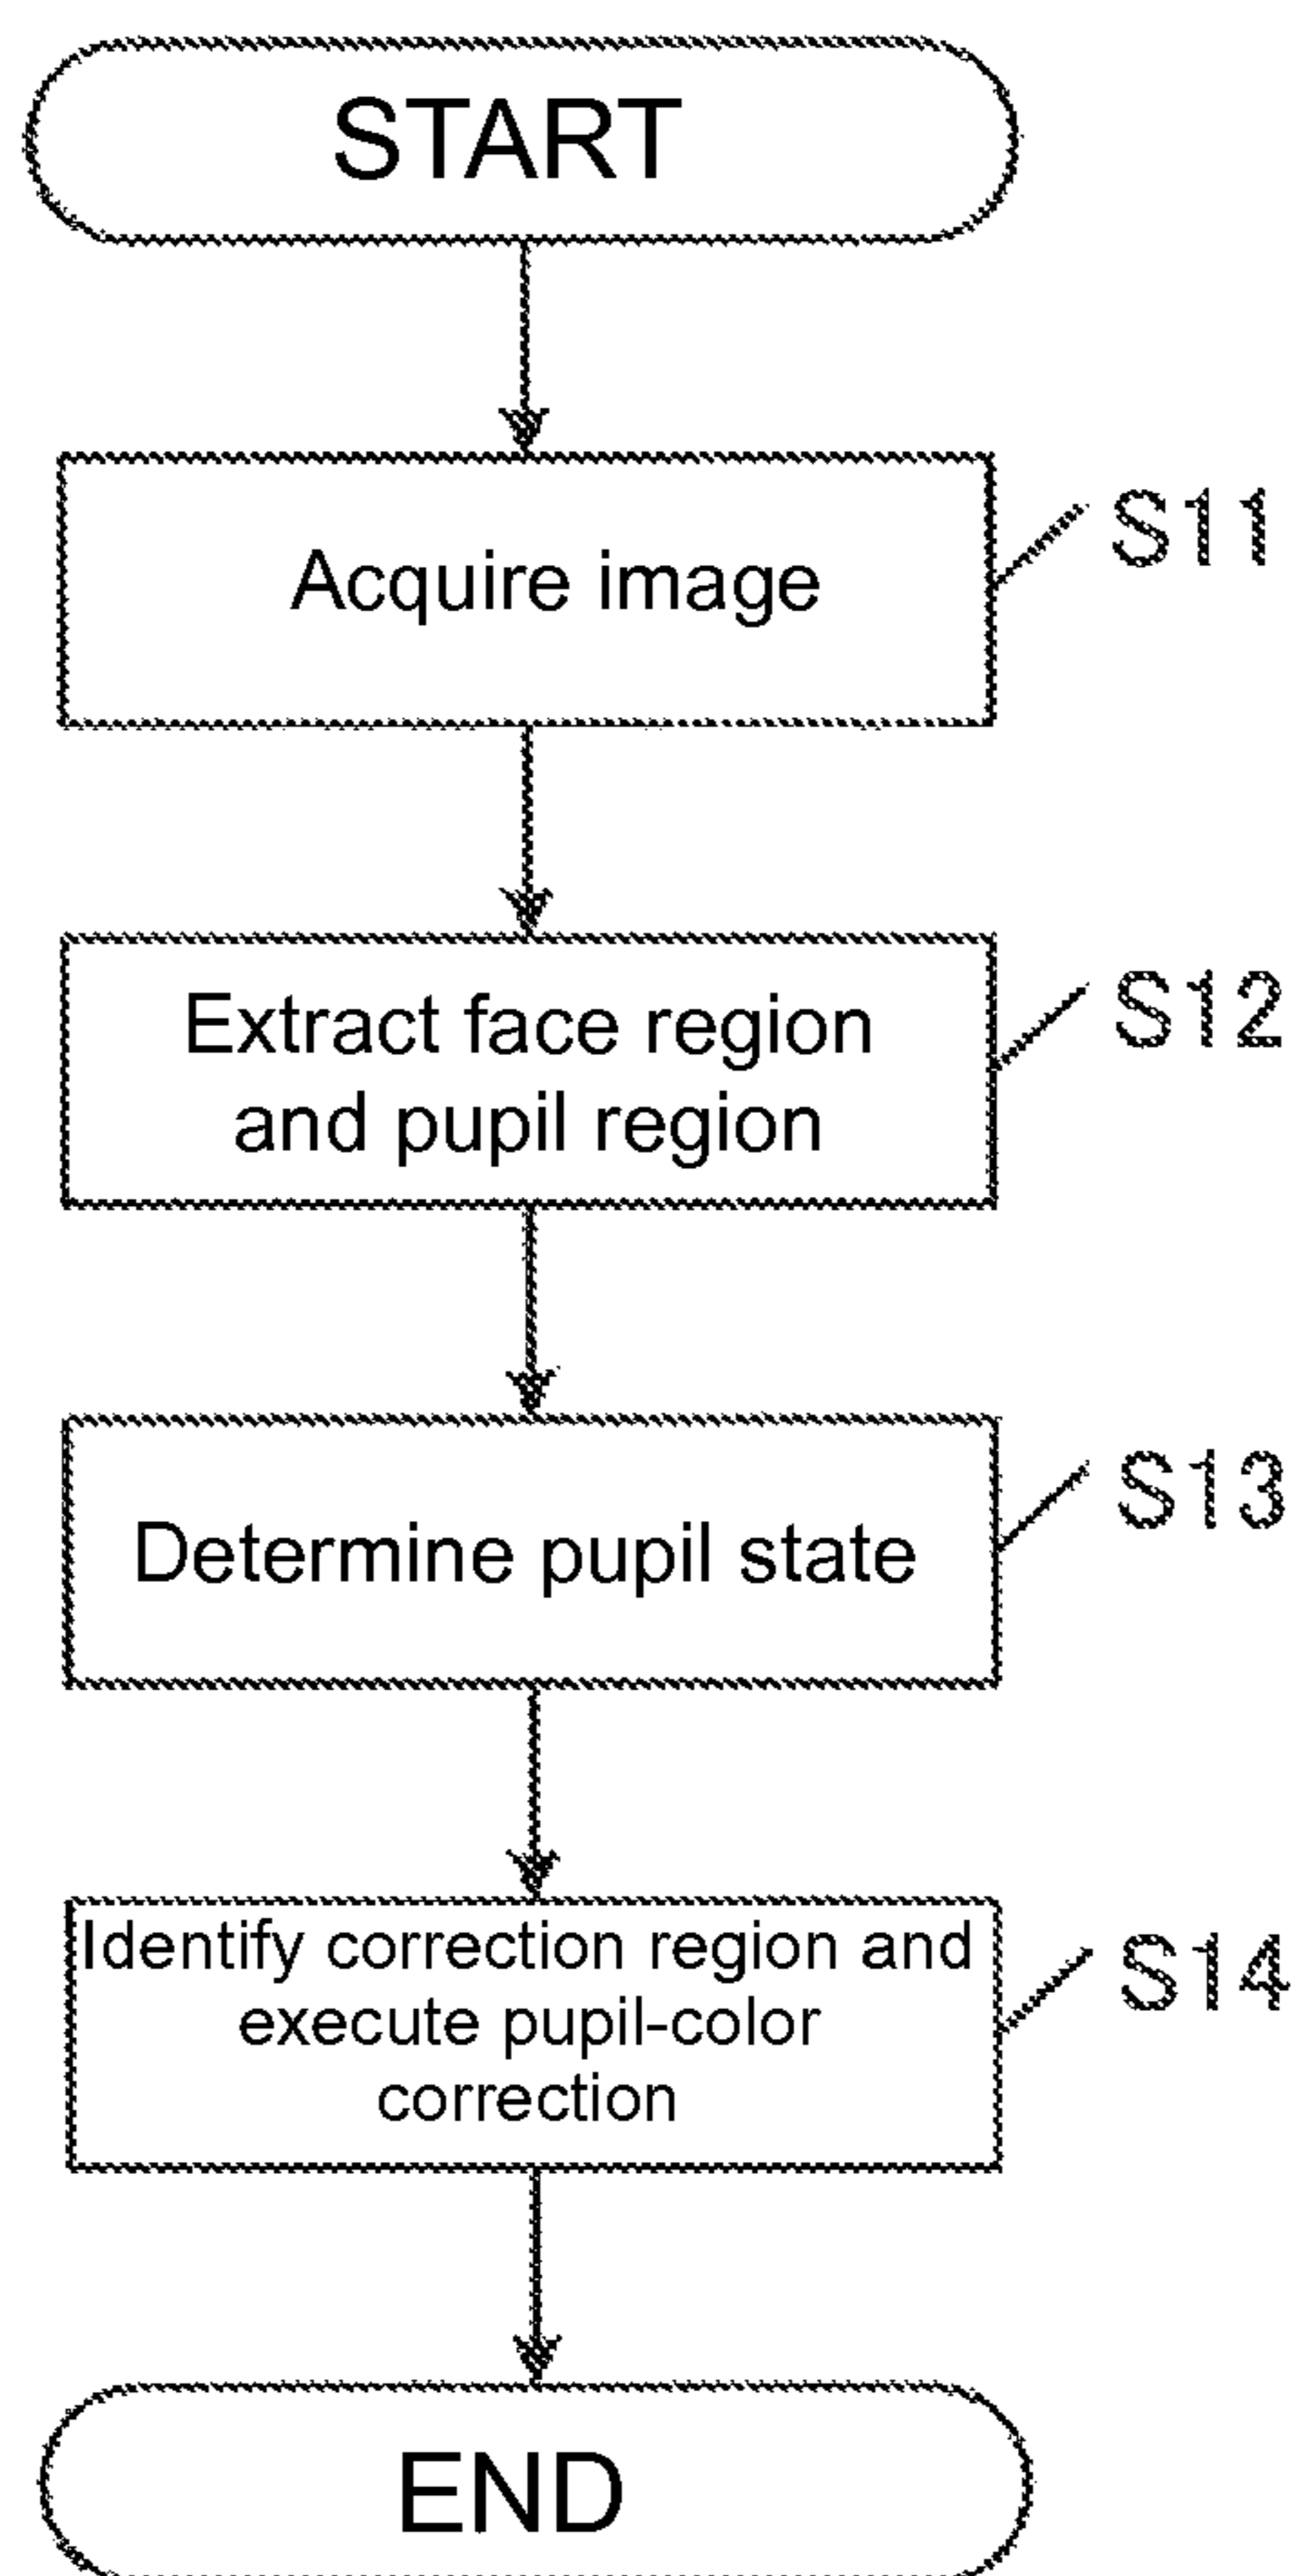 START
Acquire image
S11
Extract face region
and pupil region
S12
Determine pupil state
S13
Identify correction region and
execute pupil-color
correction
S14
END